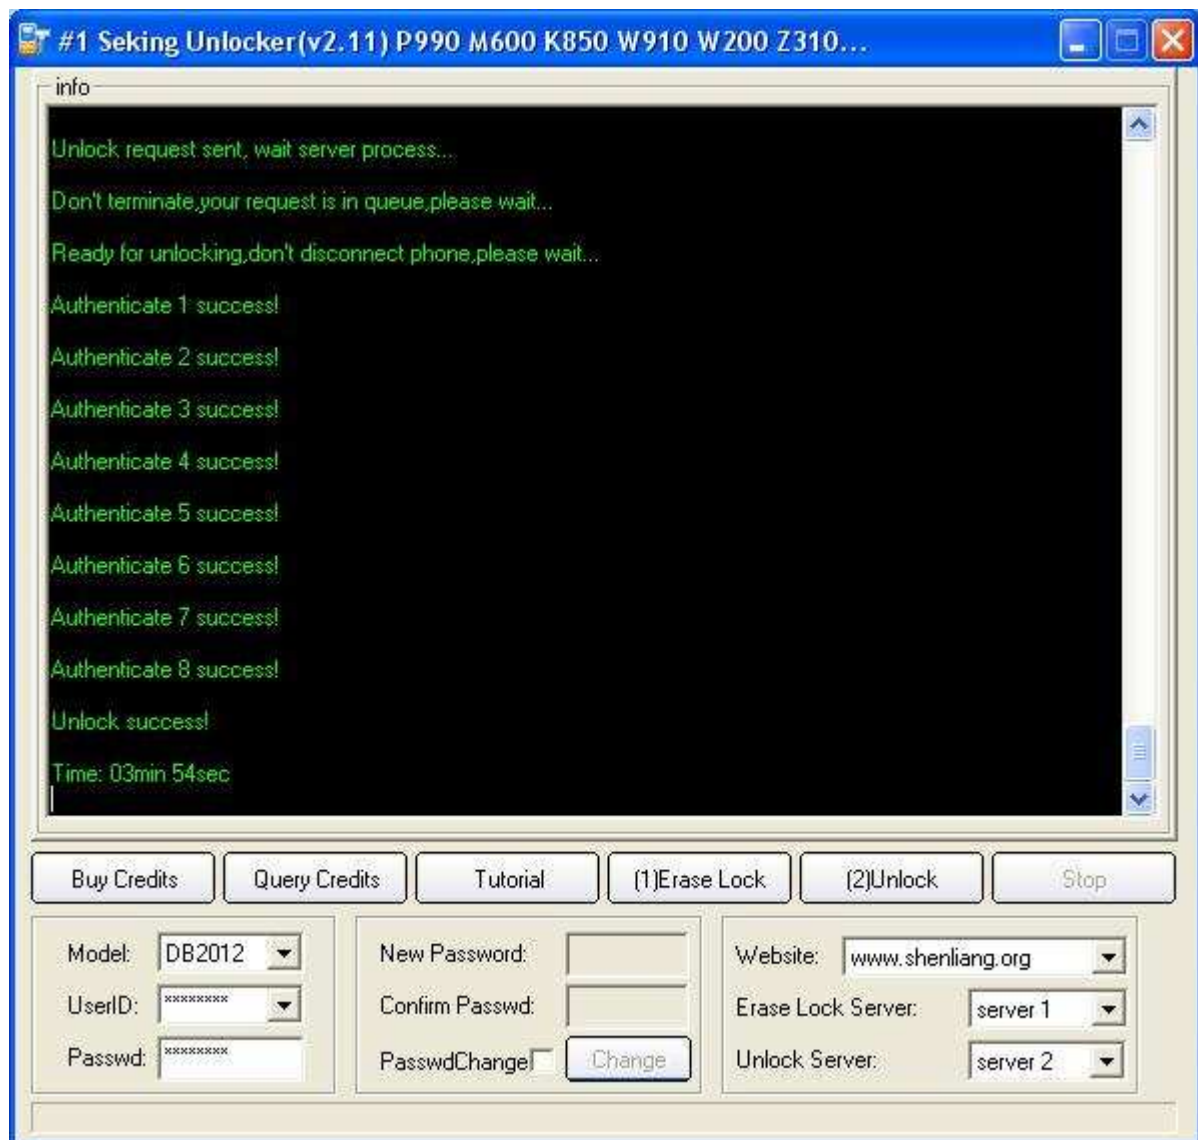 #1 Seking Unlocker(v2.11) P990 M600 K850 W910 W200 Z310...
info
Unlock request sent, wait server process...
Don't terminate,your request is in queue,please wait...
Ready for unlocking,don't disconnect phone,please wait...
Authenticate 1 success!
Authenticate 2 success!
Authenticate 3 success!
Authenticate 4 success!
Authenticate 5 success!
Authenticate 6 success!
Authenticate 7 success!
Authenticate 8 success!
Unlock success!
Time: 03min 54sec
Buy Credits Query Credits Tutorial (1)Erase Lock (2)Unlock Stop
Model: DB2012
UserID: ********
Passwd: ********
New Password:
Confirm Passwd:
PasswdChange Change
Website: www.shenliang.org
Erase Lock Server: server 1
Unlock Server: server 2